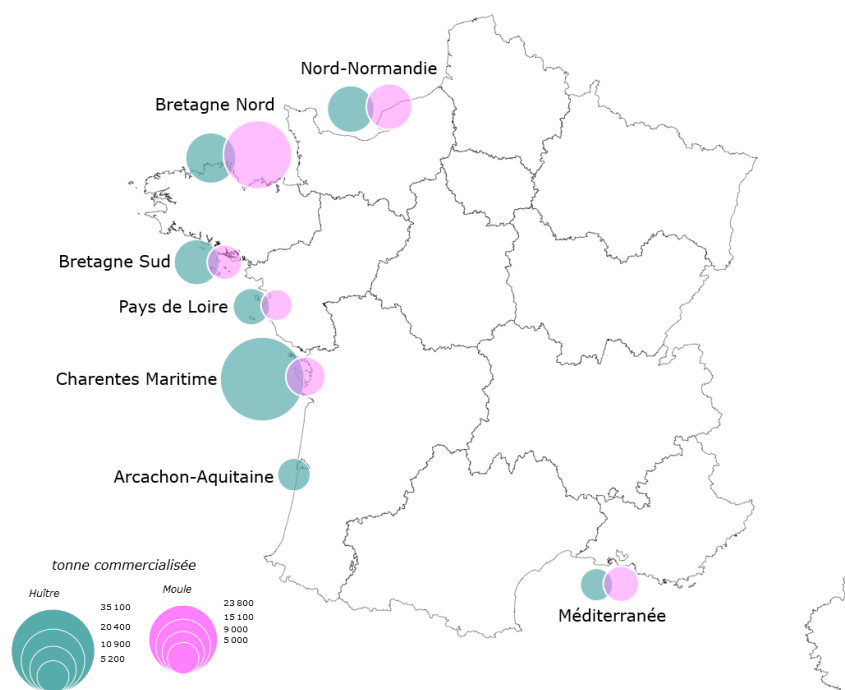 Nord-Normandie
Bretagne Nord
Bretagne Sud
Pays de Loire
Charentes Maritime
Arcachon-Aquitaine
Méditerranée
tonne commercialisée
Huître
35 100
20 400
10 900
5 200
Moule
23 800
15 100
9 000
5 000